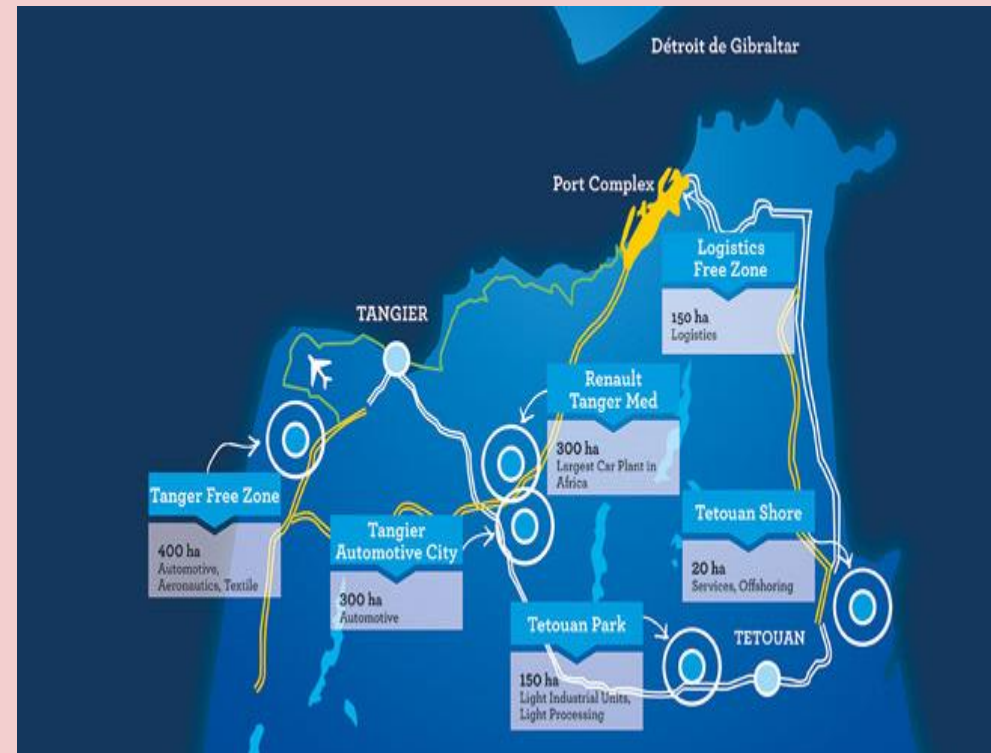 Détroit de Gibraltar
Port Complex
Logistics
Free Zone
150 ha
Logistics
TANGIER
Renault
Tanger Med
300 ha
Largest Car Plant in
Africa
Tanger Free Zone
400 ha
Automotive,
Aeronautics, Textile
Tangier
Automotive City
300 ha
Automotive
Tetouan Shore
20 ha
Services, Offshoring
Tetouan Park
150 ha
Light Industrial Units,
Light Processing
TETOUAN